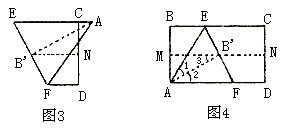 E C A
B′ N
F D
图3
B E C
M 3 B′ N
1
2
A F D
图4